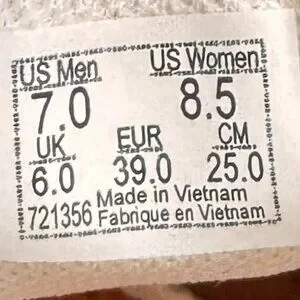 US Men US Women
7.0 8.5
UK EUR CM
6.0 39.0 25.0
Made in Vietnam
721356 Fabrique en Vietnam